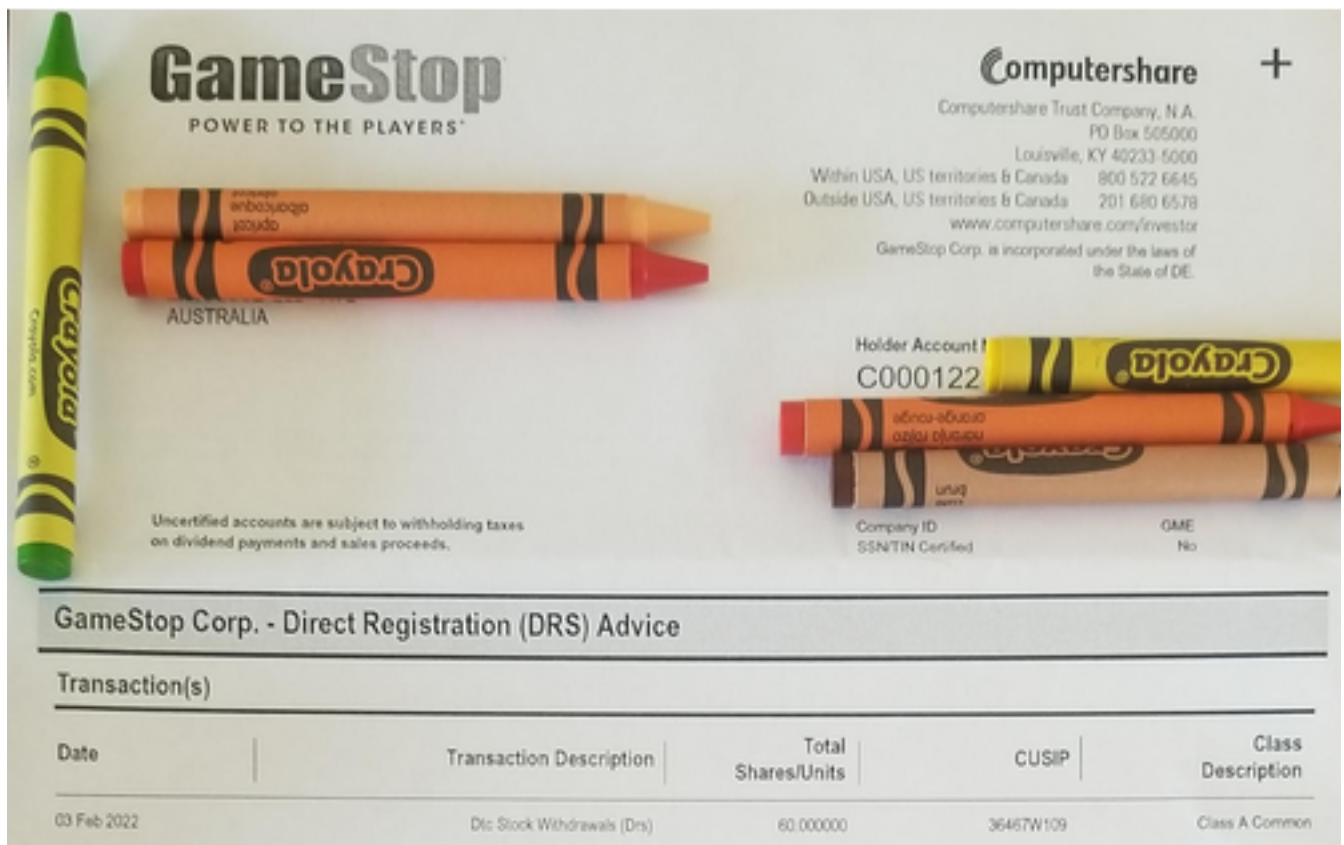 GameStop
POWER TO THE PLAYERS
Computershare
+
Computershare Trust Company, N.A.
PO Box 505000
Louisville, KY 40233-5000
Within USA, US territories & Canada 800 522 6645
Outside USA, US territories & Canada 201 680 6578
www.computershare.com/investor
GameStop Corp. is incorporated under the laws of
the State of DE.
albaricoque
apricot
Crayola®
AUSTRALIA
Crayola®
Crayola.com
Holder Account
C000122
Crayola®
orange-rouge
naranja rojizo
Crayola®
brun
Uncertified accounts are subject to withholding taxes
on dividend payments and sales proceeds.
Company ID GME
SSN/TIN Certified No
GameStop Corp. - Direct Registration (DRS) Advice
Transaction(s)
Date Transaction Description Total Shares/Units CUSIP Class Description
03 Feb 2022 Dtc Stock Withdrawals (Drs) 60.000000 36467W109 Class A Common